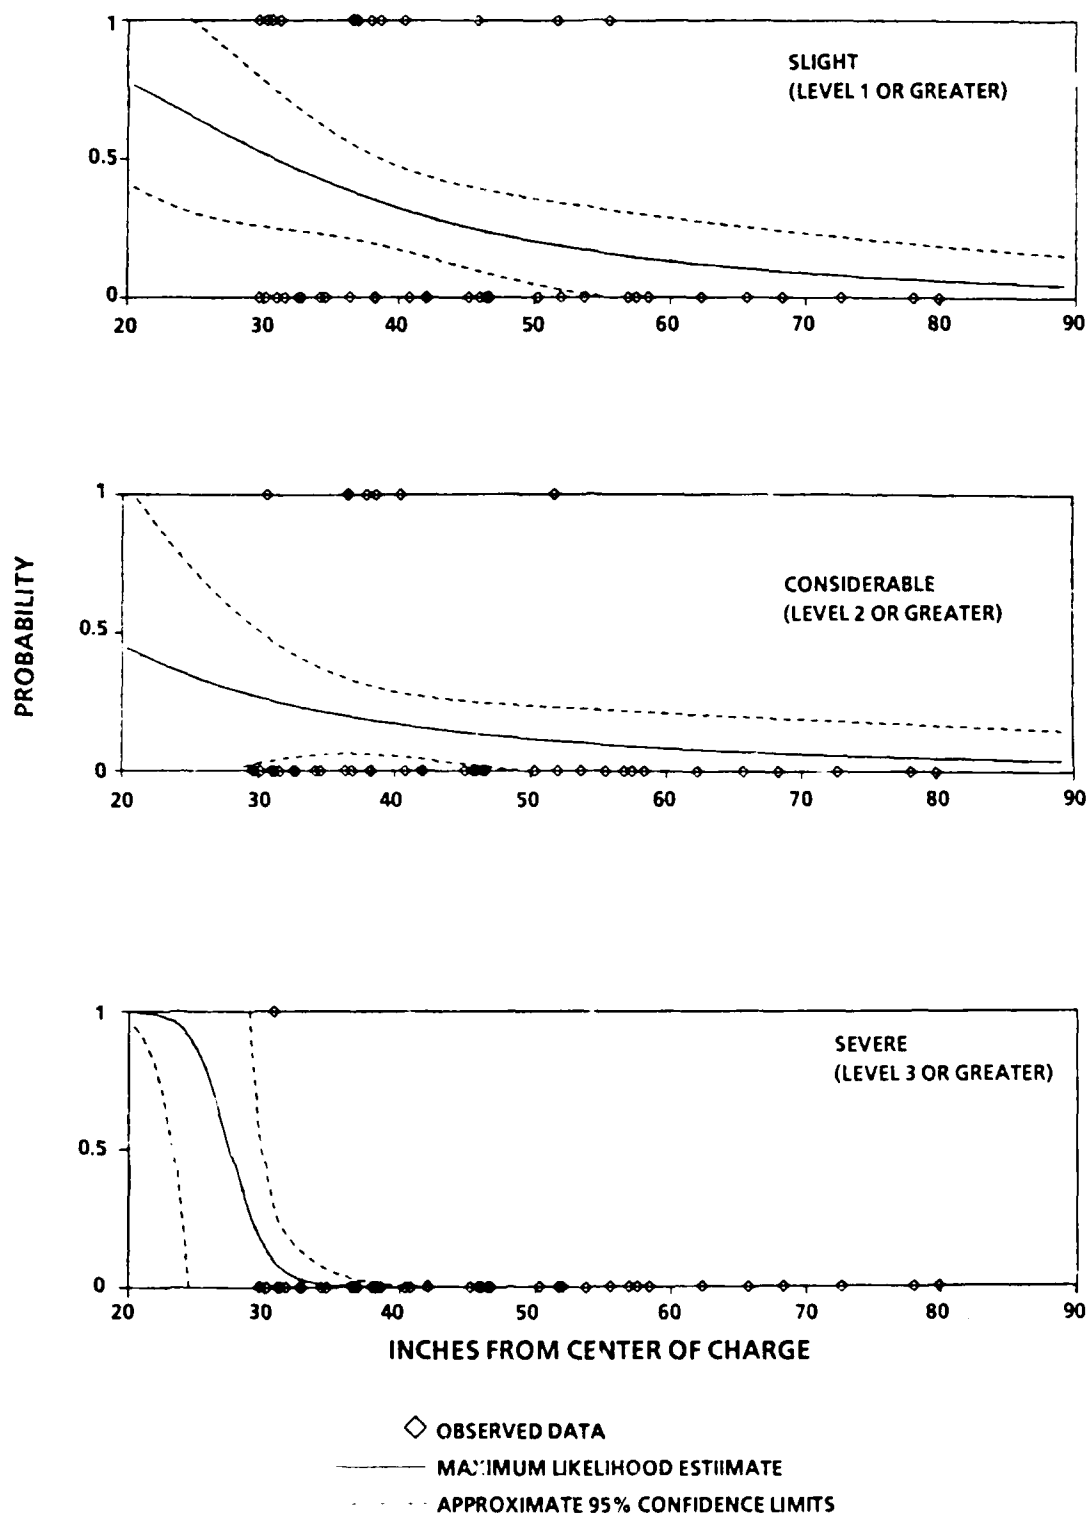 1
SLIGHT
(LEVEL 1 OR GREATER)
0.5
0
20 30 40 50 60 70 80 90
1
CONSIDERABLE
(LEVEL 2 OR GREATER)
0.5
0
20 30 40 50 60 70 80 90
PROBABILITY
1
SEVERE
(LEVEL 3 OR GREATER)
0.5
0
20 30 40 50 60 70 80 90
INCHES FROM CENTER OF CHARGE
OBSERVED DATA
MAXIMUM LIKELIHOOD ESTIIMATE
APPROXIMATE 95% CONFIDENCE LIMITS